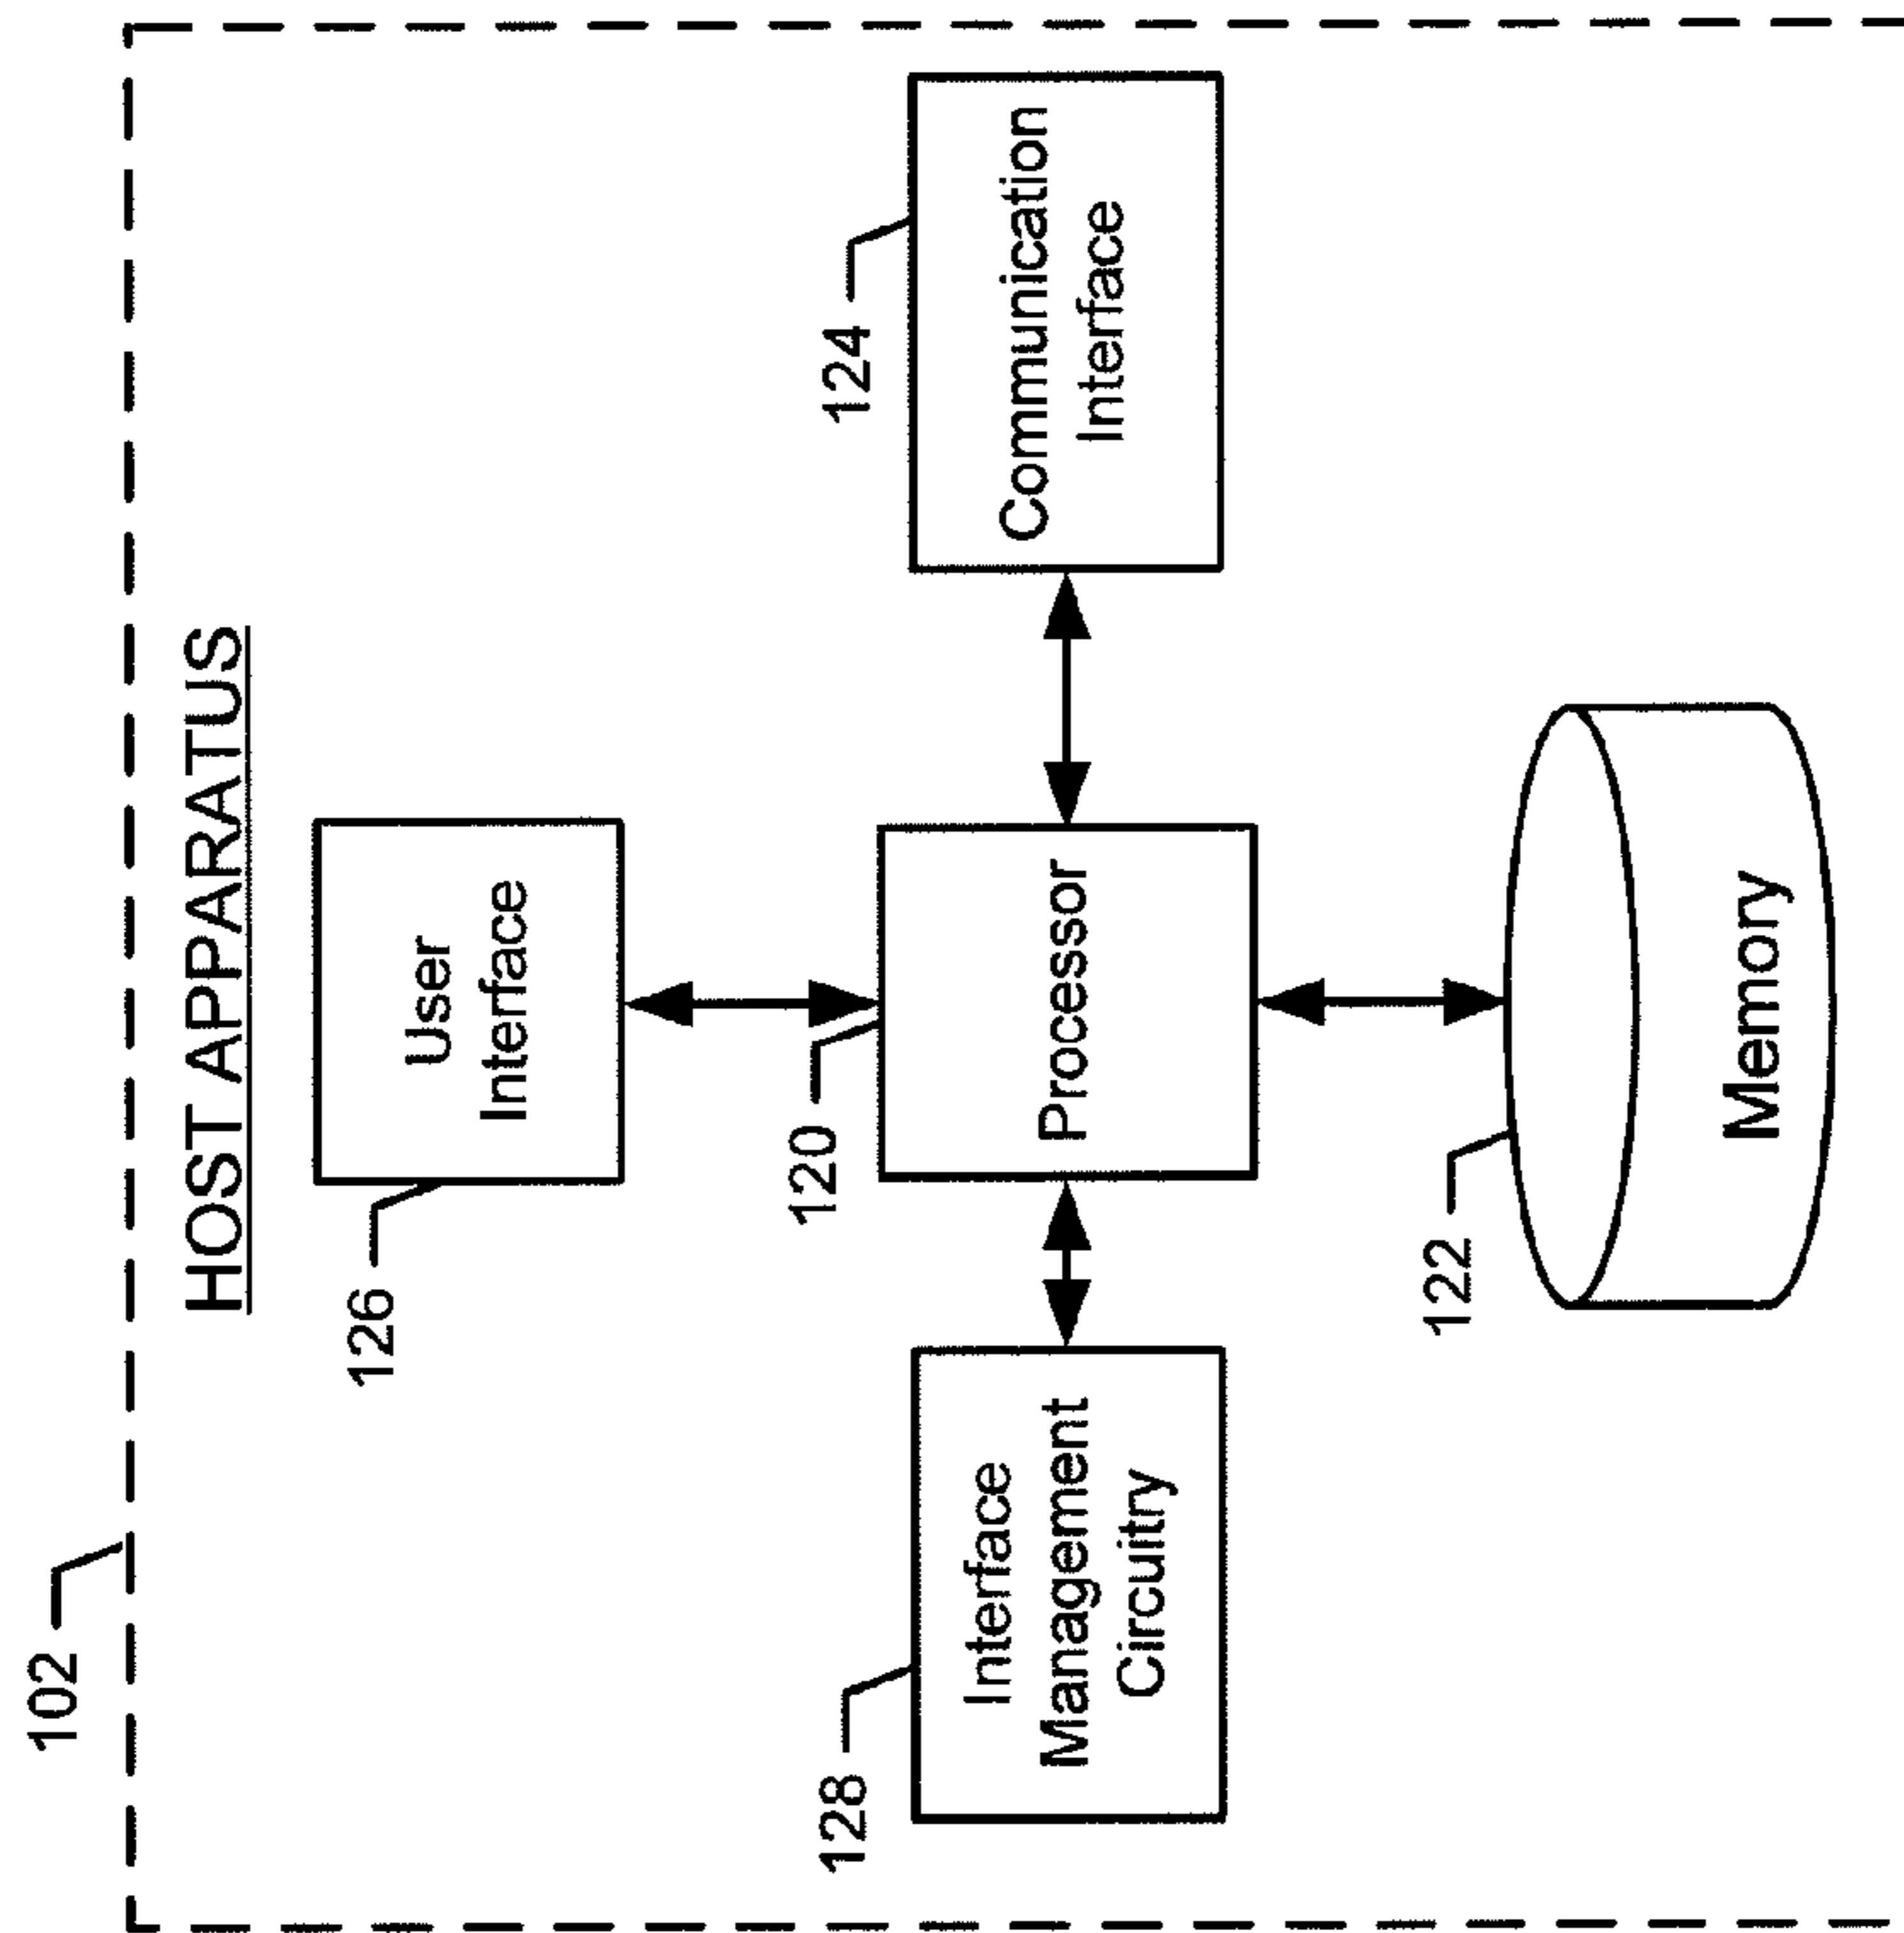 102
HOST APPARATUS
126
User
Interface
128
Interface
Management
Circuitry
120
Processor
124
Communication
Interface
122
Memory